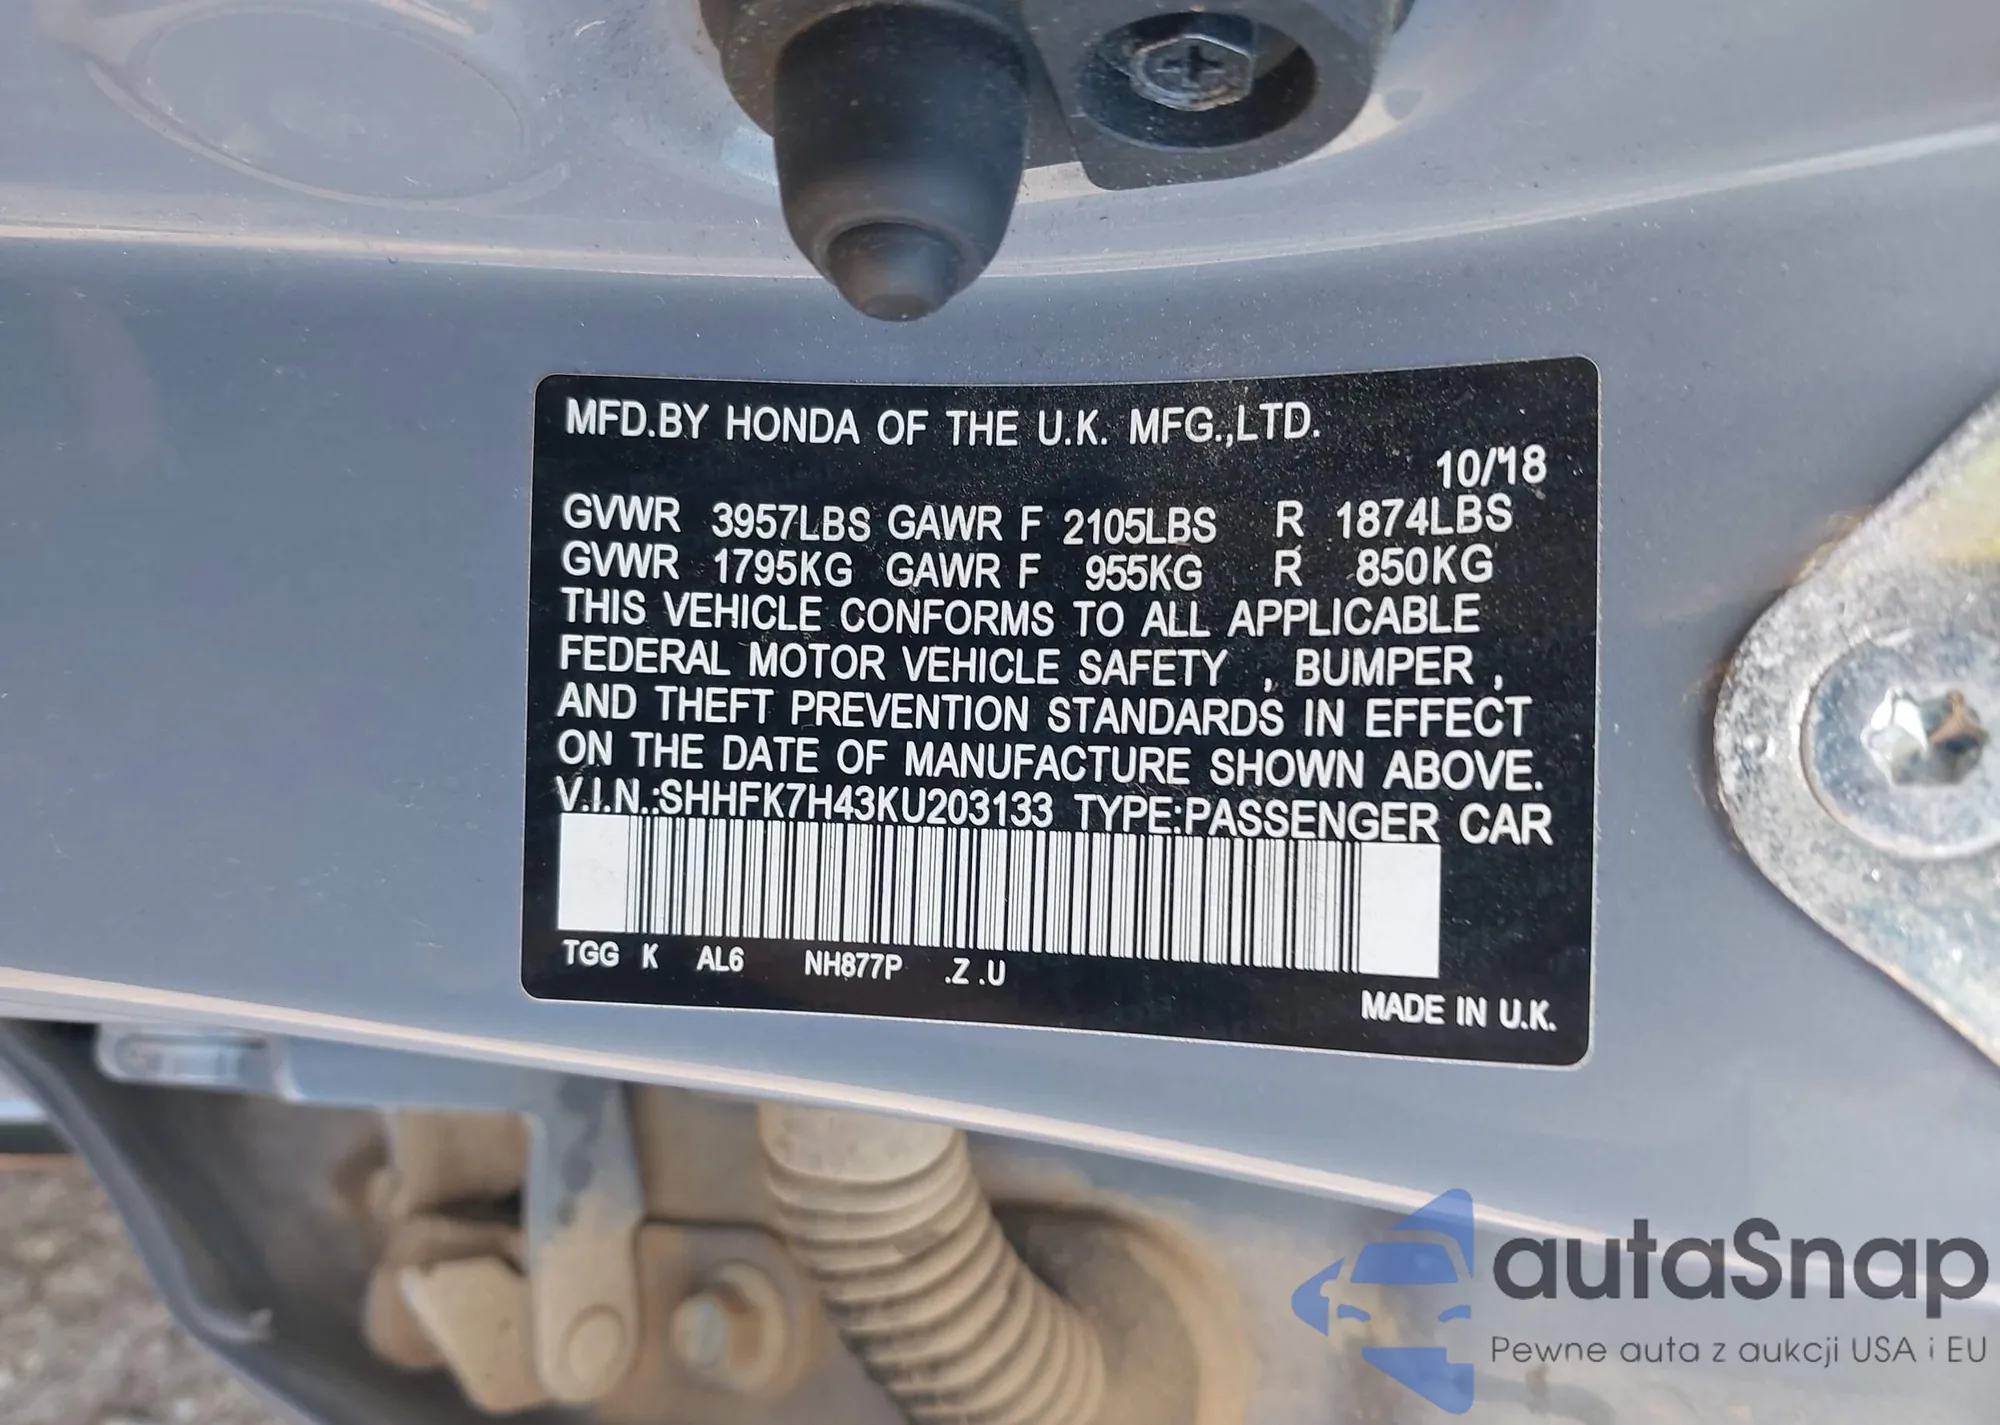 MFD.BY HONDA OF THE U.K. MFG.,LTD.
10/18
GVWR 3957LBS GAWR F 2105LBS R 1874LBS
GVWR 1795KG GAWR F 955KG R 850KG
THIS VEHICLE CONFORMS TO ALL APPLICABLE
FEDERAL MOTOR VEHICLE SAFETY , BUMPER ,
AND THEFT PREVENTION STANDARDS IN EFFECT
ON THE DATE OF MANUFACTURE SHOWN ABOVE.
V.I.N.:SHHFK7H43KU203133 TYPE:PASSENGER CAR
TGG K AL6 NH877P .Z .U
MADE IN U.K.
autaSnap
Pewne auta z aukcji USA i EU